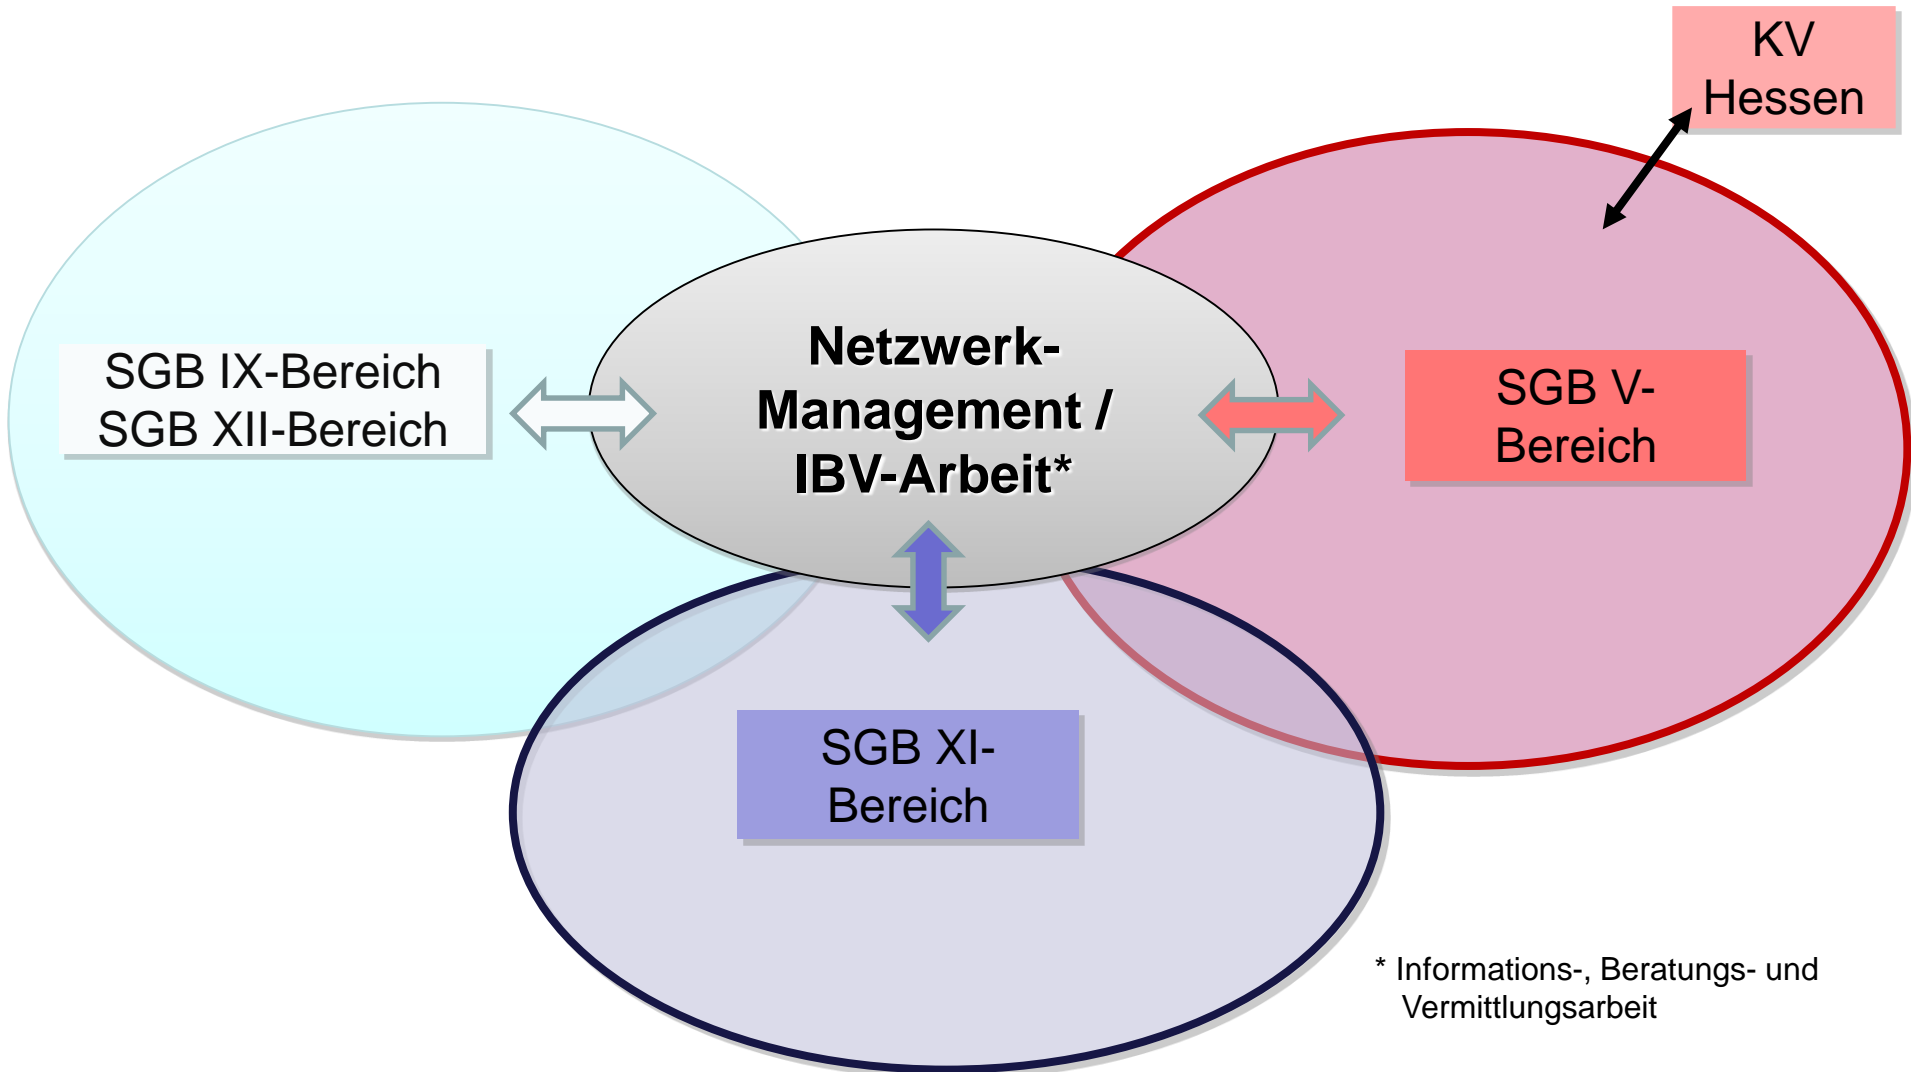 KV
Hessen
SGB IX-Bereich
SGB XII-Bereich
Netzwerk-
Management /
IBV-Arbeit*
SGB V-
Bereich
SGB XI-
Bereich
* Informations-, Beratungs- und
Vermittlungsarbeit